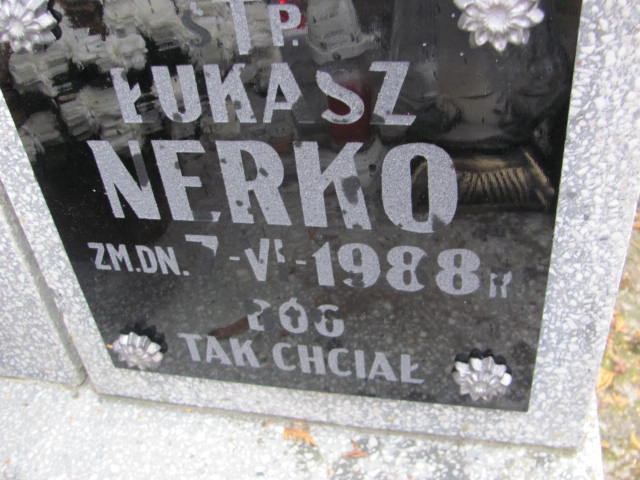 Ś†P.
ŁUKASZ
NERKO
ZM.DN. 7-VI-1988 R
BÓG
TAK CHCIAŁ